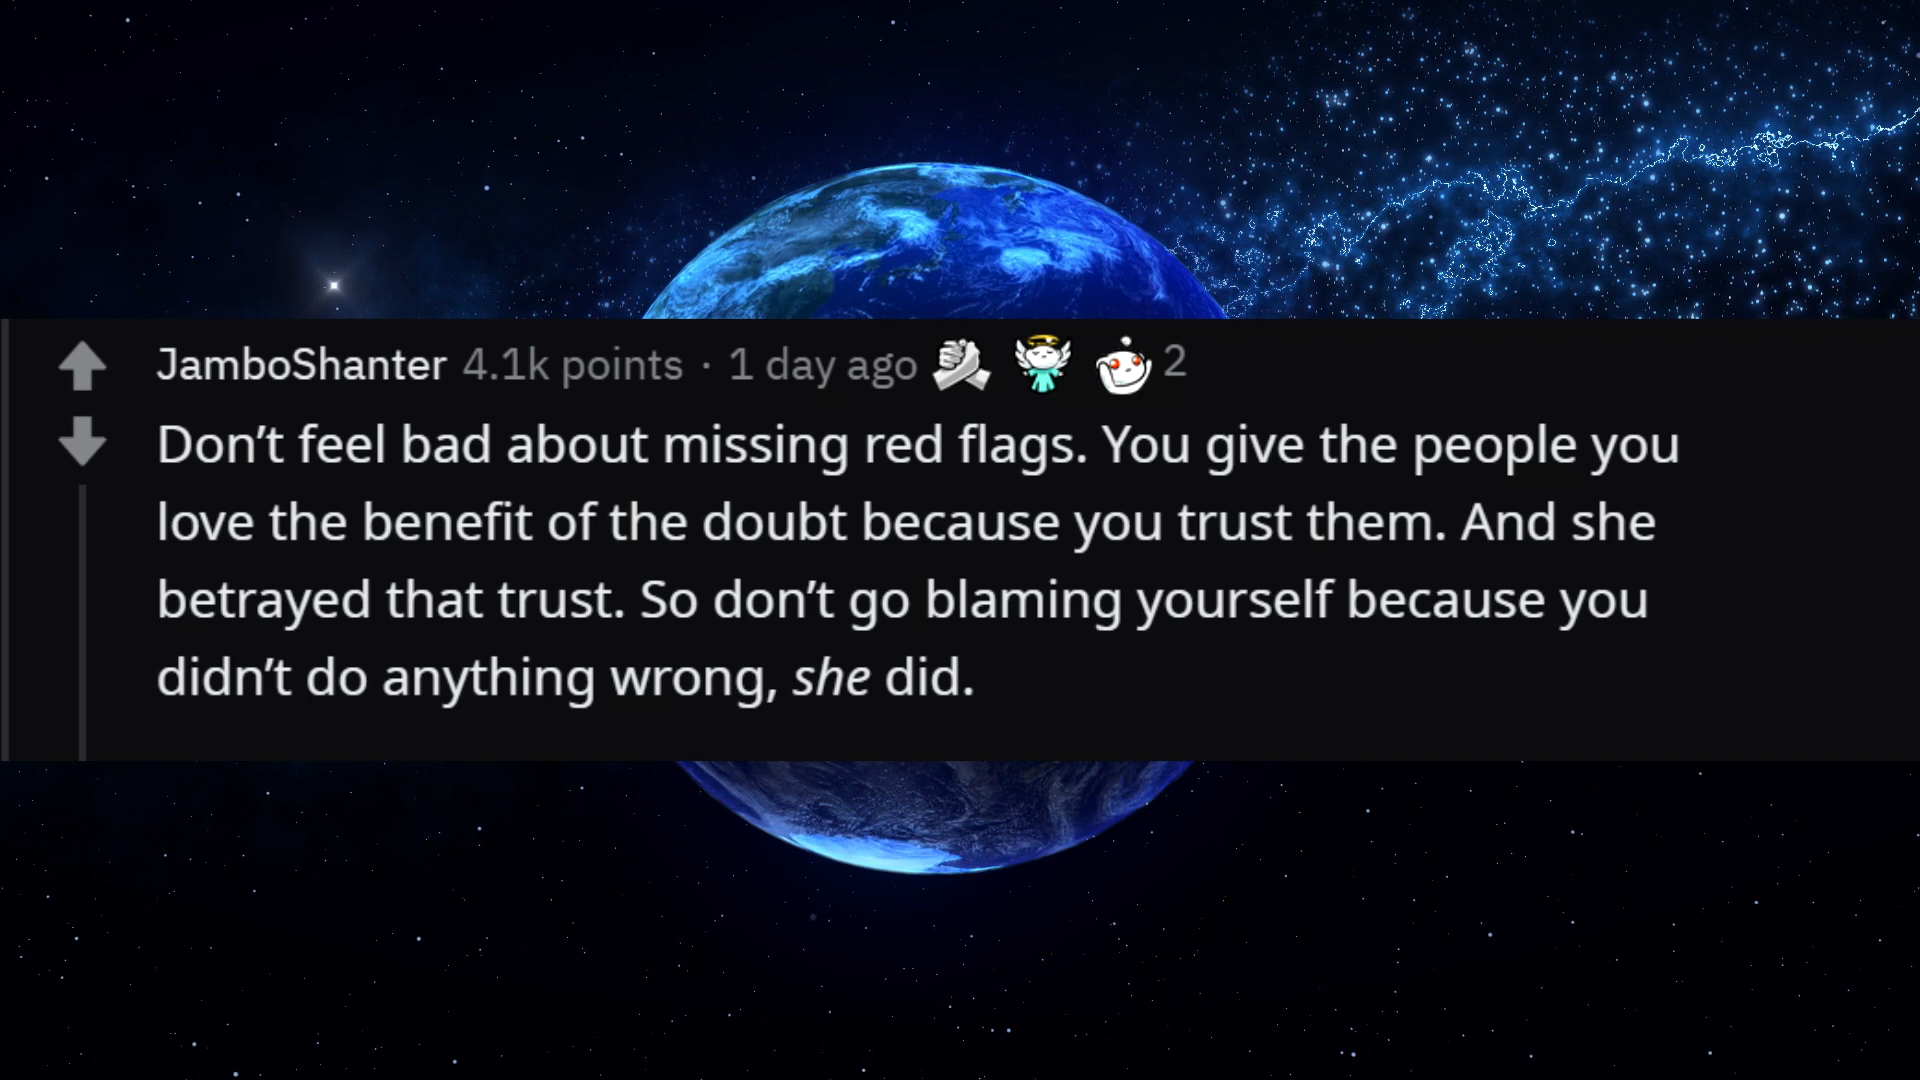 JamboShanter 4.1k points · 1 day ago 2
Don’t feel bad about missing red flags. You give the people you
love the benefit of the doubt because you trust them. And she
betrayed that trust. So don’t go blaming yourself because you
didn’t do anything wrong, she did.